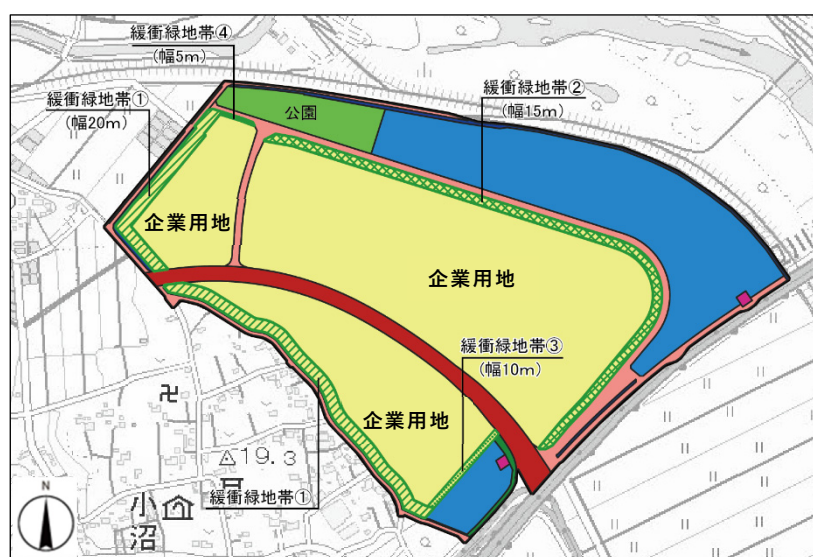 緩衝緑地帯④
(幅5m)
緩衝緑地帯①
(幅20m)
公園
緩衝緑地帯②
(幅15m)
企業用地
企業用地
緩衝緑地帯③
(幅10m)
企業用地
卍
△19.3
緩衝緑地帯①
小沼
N